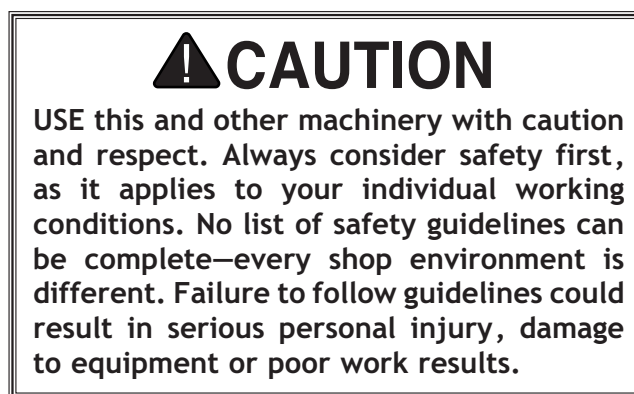 CAUTION
USE this and other machinery with caution
and respect. Always consider safety first,
as it applies to your individual working
conditions. No list of safety guidelines can
be complete—every shop environment is
different. Failure to follow guidelines could
result in serious personal injury, damage
to equipment or poor work results.